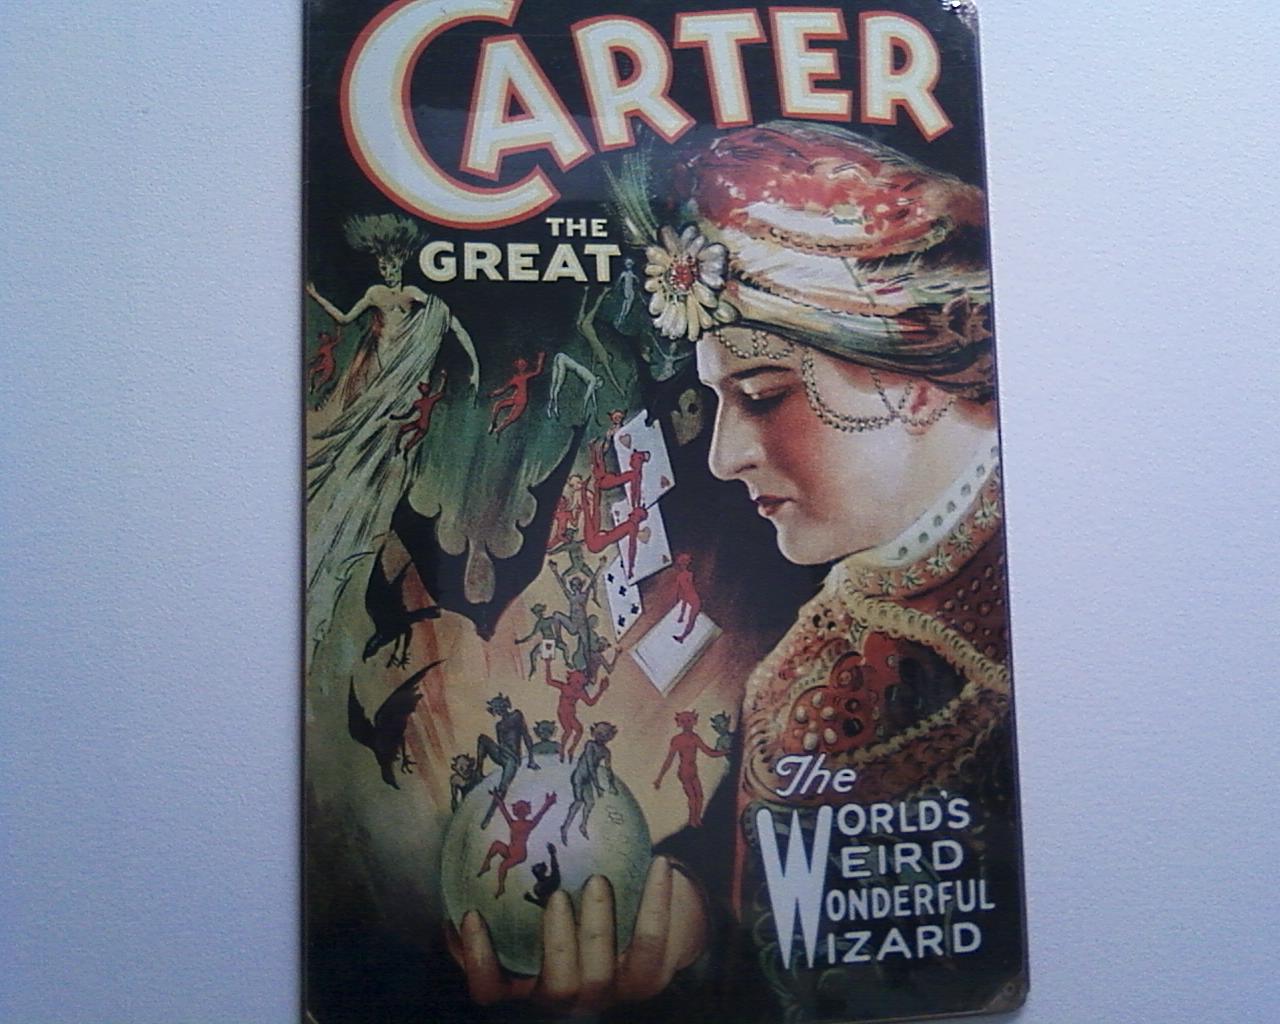 CARTER
THE
GREAT
The
WORLD'S
WEIRD
WONDERFUL
WIZARD